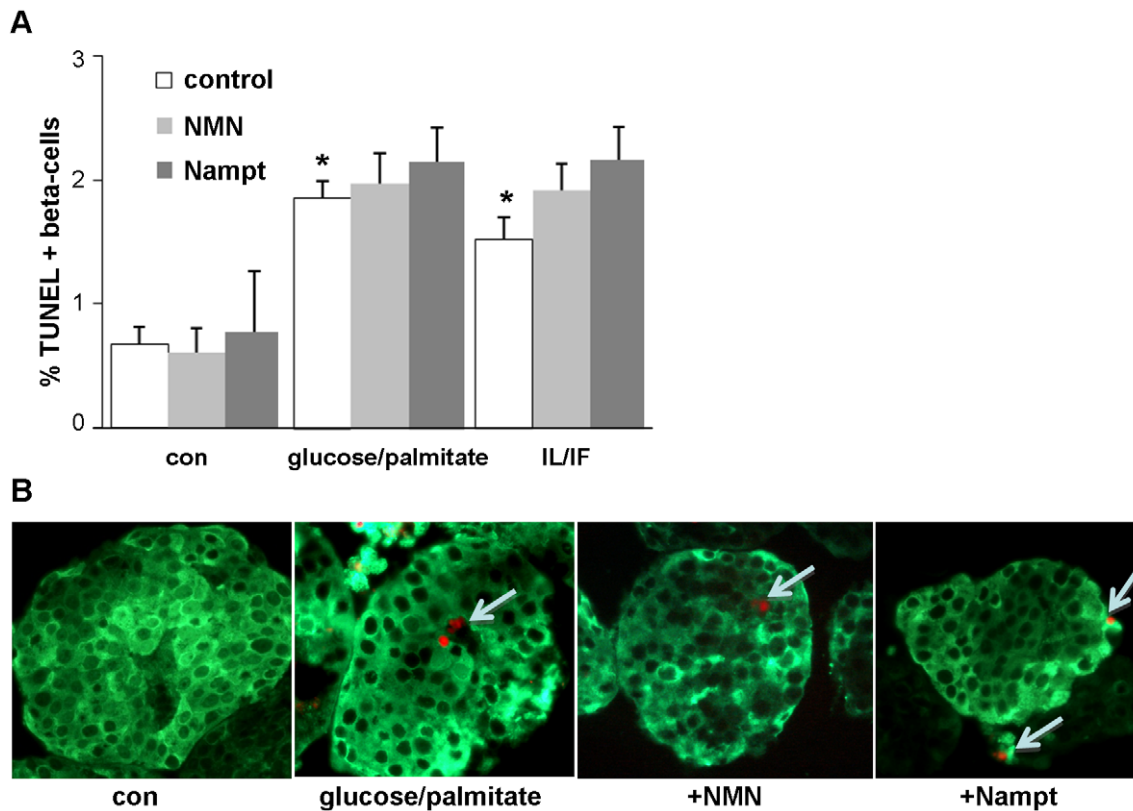 A
% TUNEL + beta-cells
3
2
1
0
control
NMN
Nampt
*
*
con glucose/palmitate IL/IF
B
con glucose/palmitate +NMN +Nampt